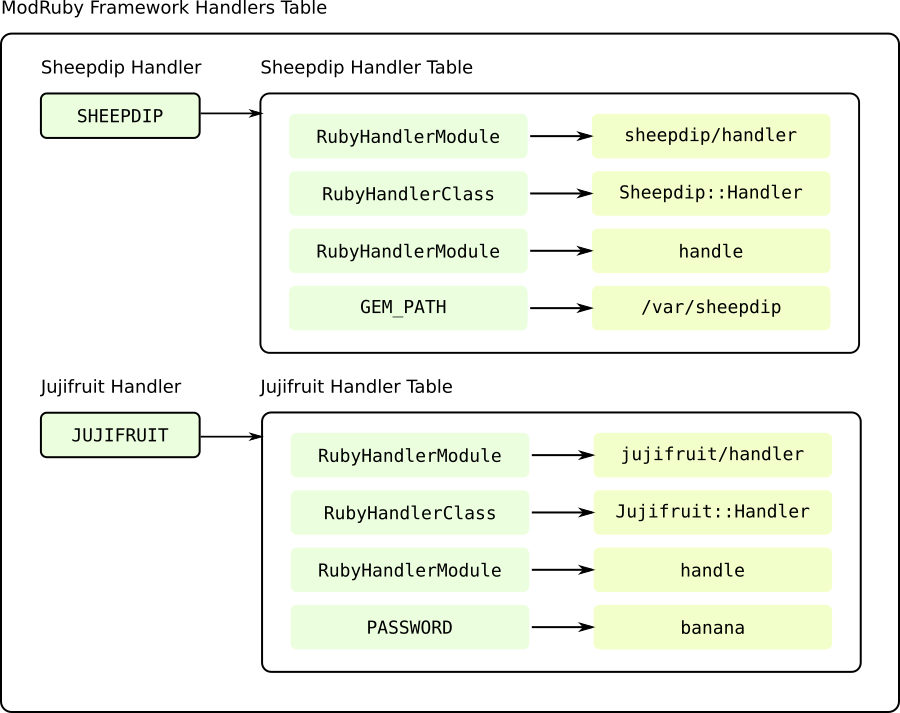 ModRuby Framework Handlers Table
Sheepdip Handler
Sheepdip Handler Table
SHEEPDIP
RubyHandlerModule
sheepdip/handler
RubyHandlerClass
Sheepdip::Handler
RubyHandlerModule
handle
GEM_PATH
/var/sheepdip
Jujifruit Handler
Jujifruit Handler Table
JUJIFRUIT
RubyHandlerModule
jujifruit/handler
RubyHandlerClass
Jujifruit::Handler
RubyHandlerModule
handle
PASSWORD
banana